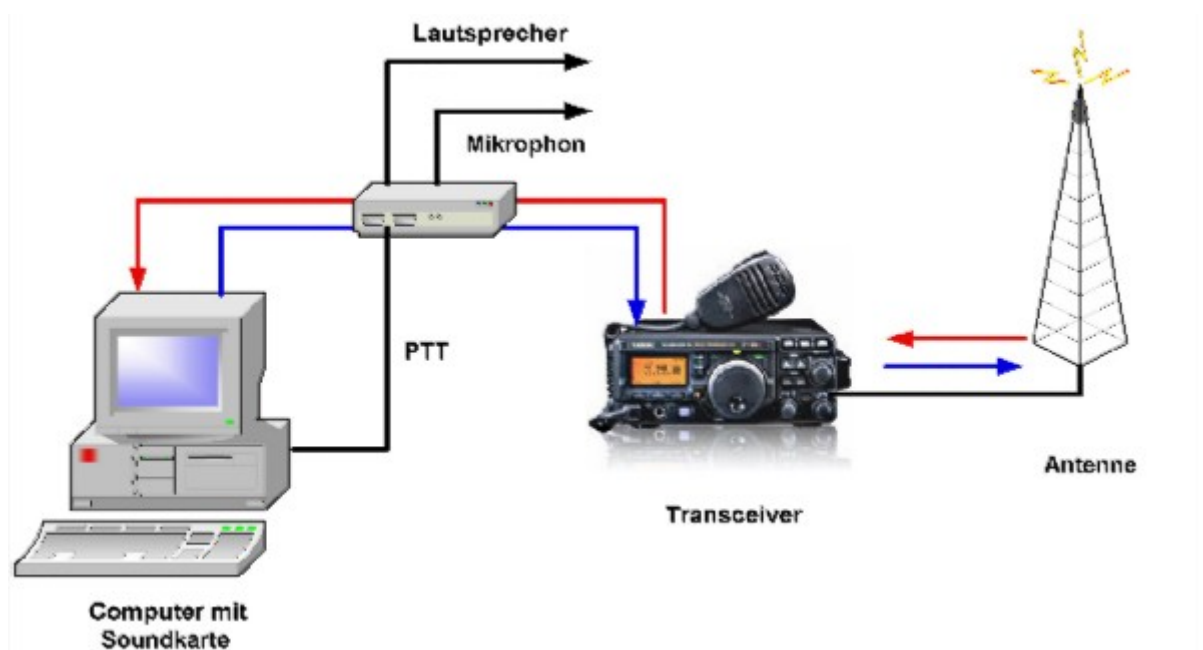 Lautsprecher
Mikrophon
PTT
Antenne
Transceiver
Computer mit
Soundkarte